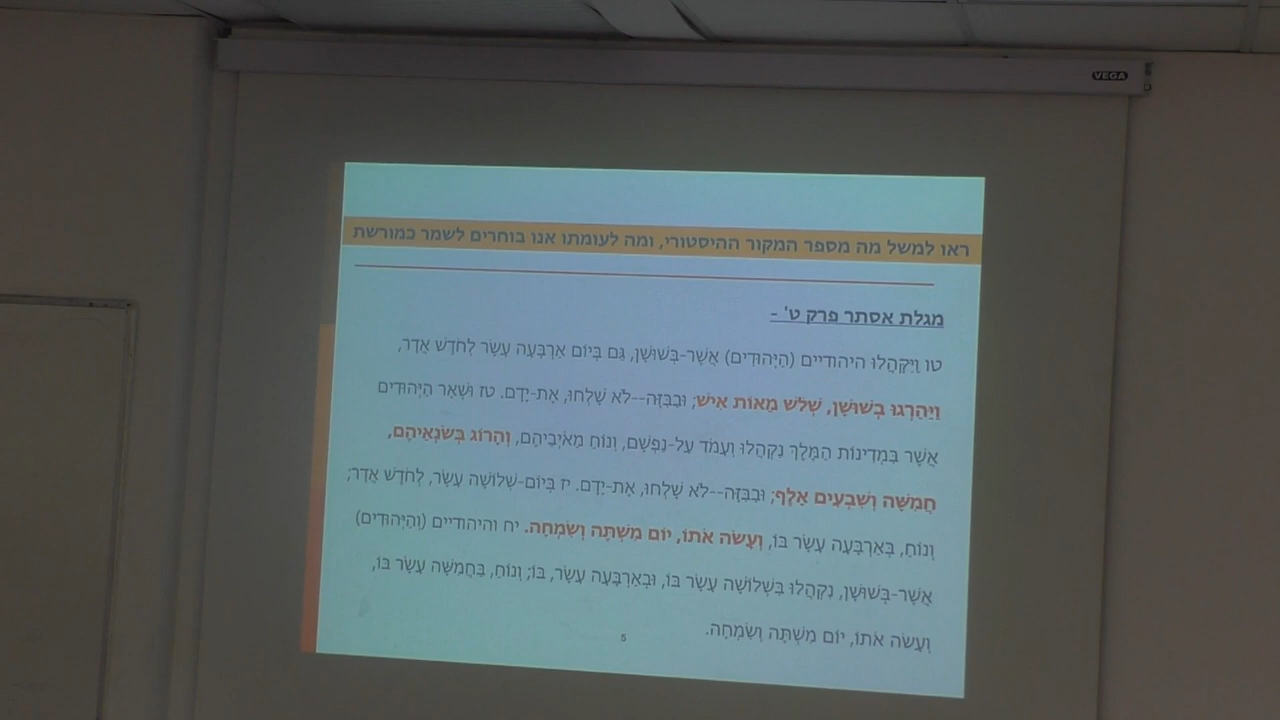 VEGA
ראו למשל מה מספר המקור ההיסטורי, ומה לעומתו אנו בוחרים לשמר כמורשת
מגלת אסתר פרק ט' -
טו וַיִּקָּהֲלוּ היהודיים (הַיְּהוּדִים) אֲשֶׁר-בְּשׁוּשָׁן, גַּם בְּיוֹם אַרְבָּעָה עָשָׂר לְחֹדֶשׁ אֲדָר,
וַיַּהַרְגוּ בְשׁוּשָׁן, שְׁלֹשׁ מֵאוֹת אִישׁ; וּבַבִּזָּה--לֹא שָׁלְחוּ, אֶת-יָדָם. טז וּשְׁאָר הַיְּהוּדִים
אֲשֶׁר בִּמְדִינוֹת הַמֶּלֶךְ נִקְהֲלוּ וְעָמֹד עַל-נַפְשָׁם, וְנוֹחַ מֵאֹיְבֵיהֶם, וְהָרוֹג בְּשֹׂנְאֵיהֶם,
חֲמִשָּׁה וְשִׁבְעִים אָלֶף; וּבַבִּזָּה--לֹא שָׁלְחוּ, אֶת-יָדָם. יז בְּיוֹם-שְׁלוֹשָׁה עָשָׂר, לְחֹדֶשׁ אֲדָר;
וְנוֹחַ, בְּאַרְבָּעָה עָשָׂר בּוֹ, וְעָשֹׂה אֹתוֹ, יוֹם מִשְׁתֶּה וְשִׂמְחָה. יח והיהודיים (וְהַיְּהוּדִים)
אֲשֶׁר-בְּשׁוּשָׁן, נִקְהֲלוּ בִּשְׁלוֹשָׁה עָשָׂר בּוֹ, וּבְאַרְבָּעָה עָשָׂר, בּוֹ; וְנוֹחַ, בַּחֲמִשָּׁה עָשָׂר בּוֹ,
וְעָשֹׂה אֹתוֹ, יוֹם מִשְׁתֶּה וְשִׂמְחָה.
5